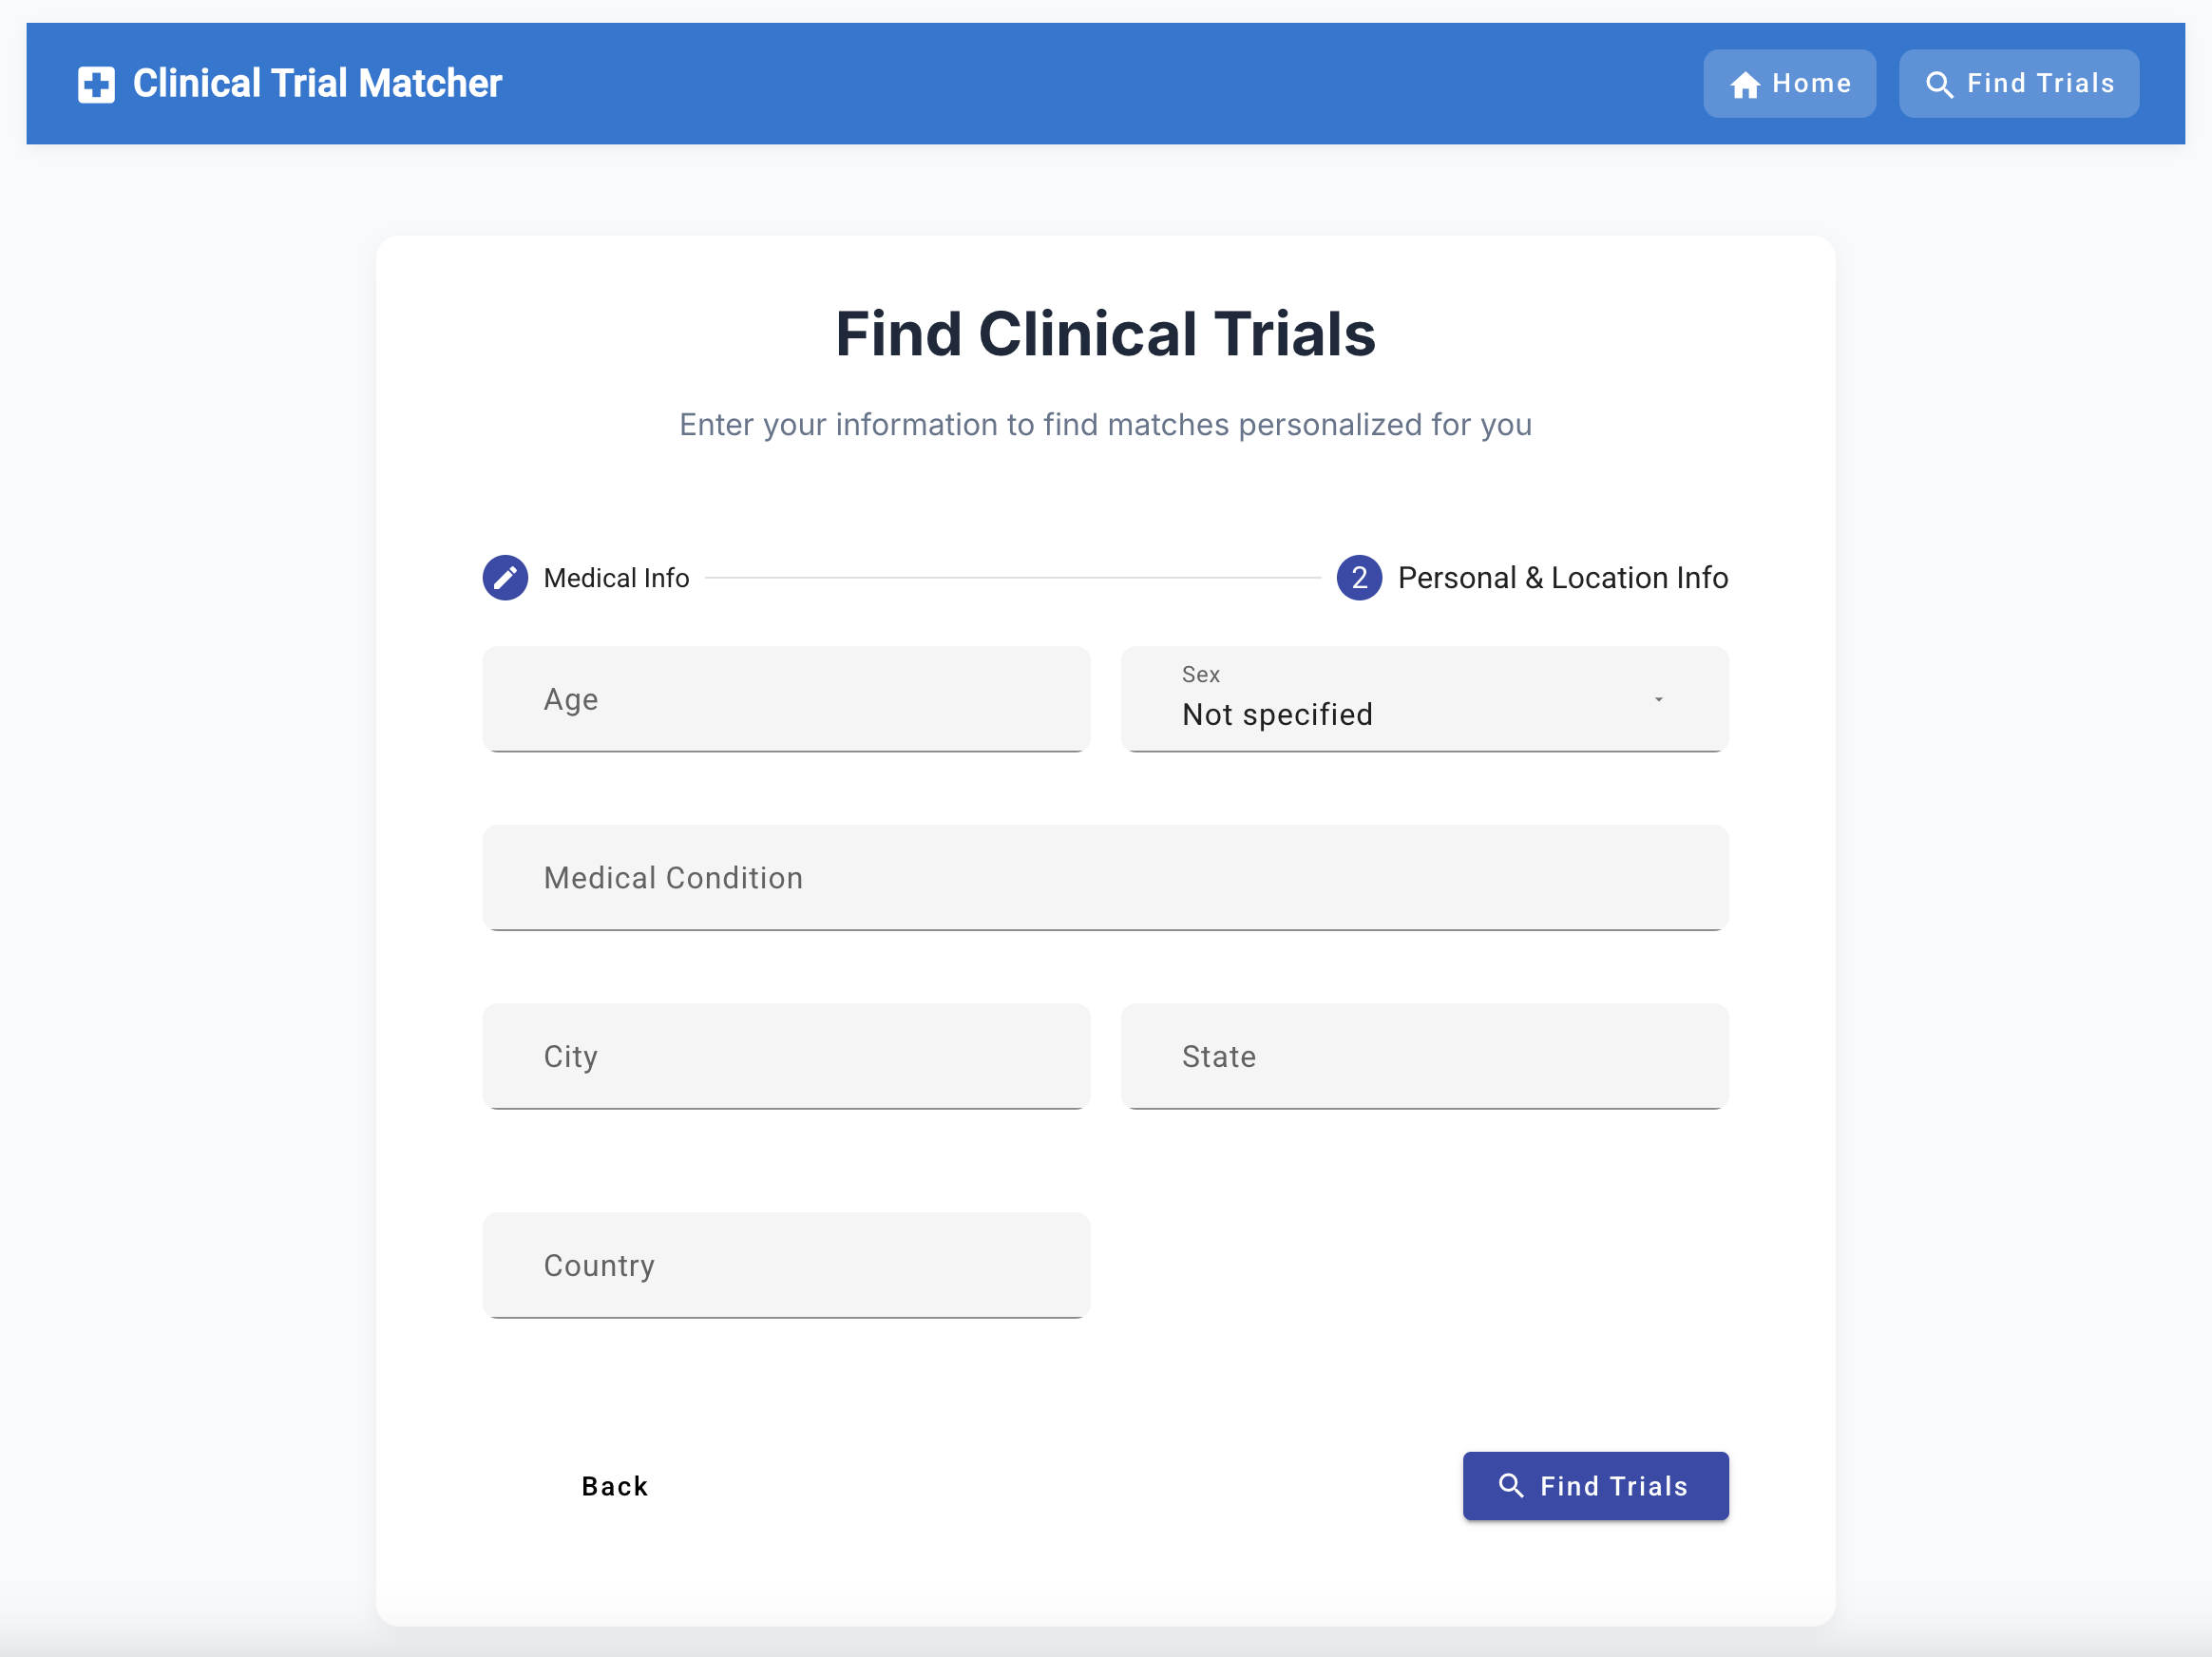 Clinical Trial Matcher
Home
Find Trials
Find Clinical Trials
Enter your information to find matches personalized for you
Medical Info
2 Personal & Location Info
Age
Sex
Not specified
Medical Condition
City
State
Country
Back
Find Trials